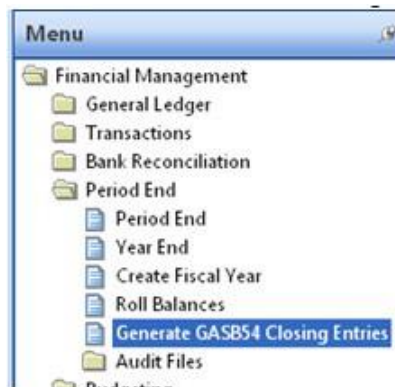 Menu
Financial Management
General Ledger
Transactions
Bank Reconciliation
Period End
Period End
Year End
Create Fiscal Year
Roll Balances
Generate GASB54 Closing Entries
Audit Files
Budgeting